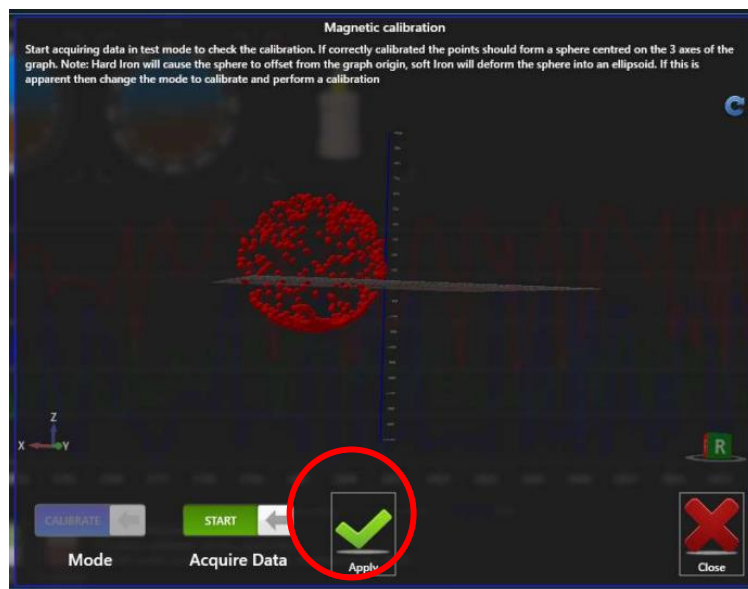 Magnetic calibration
Start acquiring data in test mode to check the calibration. If correctly calibrated the points should form a sphere centred on the 3 axes of the
graph. Note: Hard Iron will cause the sphere to offset from the graph origin, soft Iron will deform the sphere into an ellipsoid. If this is
apparent then change the mode to calibrate and perform a calibration
Z
X
Y
R
CALIBRATE
START
Mode
Acquire Data
Apply
Close